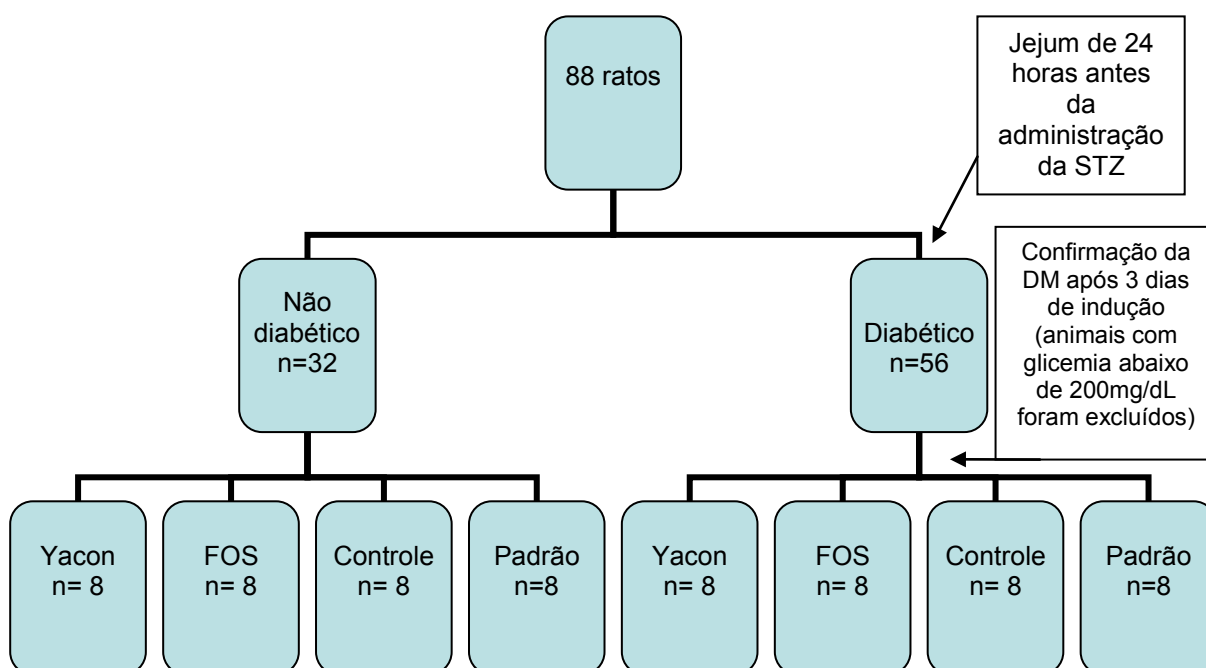 88 ratos
Jejum de 24
horas antes
da
administração
da STZ
Não
diabético
n=32
Diabético
n=56
Confirmação da
DM após 3 dias
de indução
(animais com
glicemia abaixo
de 200mg/dL
foram excluídos)
Yacon
n= 8
FOS
n= 8
Controle
n= 8
Padrão
n=8
Yacon
n= 8
FOS
n= 8
Controle
n= 8
Padrão
n=8